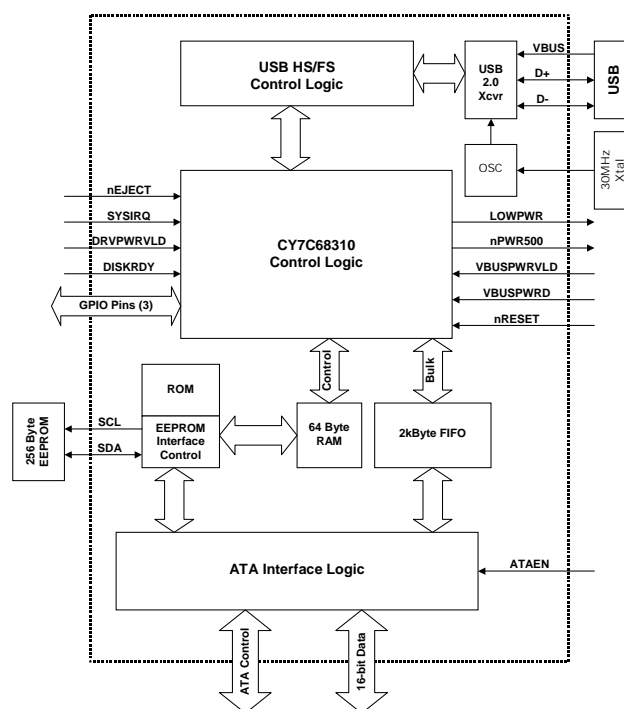 VBUS
USB HS/FS
Control Logic
USB
2.0
Xcvr
D+
D-
USB
OSC
30MHz
Xtal
nEJECT
SYSIRQ
DRVPWRVLD
DISKRDY
GPIO Pins (3)
CY7C68310
Control Logic
LOWPWR
nPWR500
VBUSPWRVLD
VBUSPWRD
nRESET
Control
Bulk
ROM
256 Byte
EEPROM
SCL
SDA
EEPROM
Interface
Control
64 Byte
RAM
2kByte FIFO
ATA Interface Logic
ATAEN
ATA Control
16-bit Data